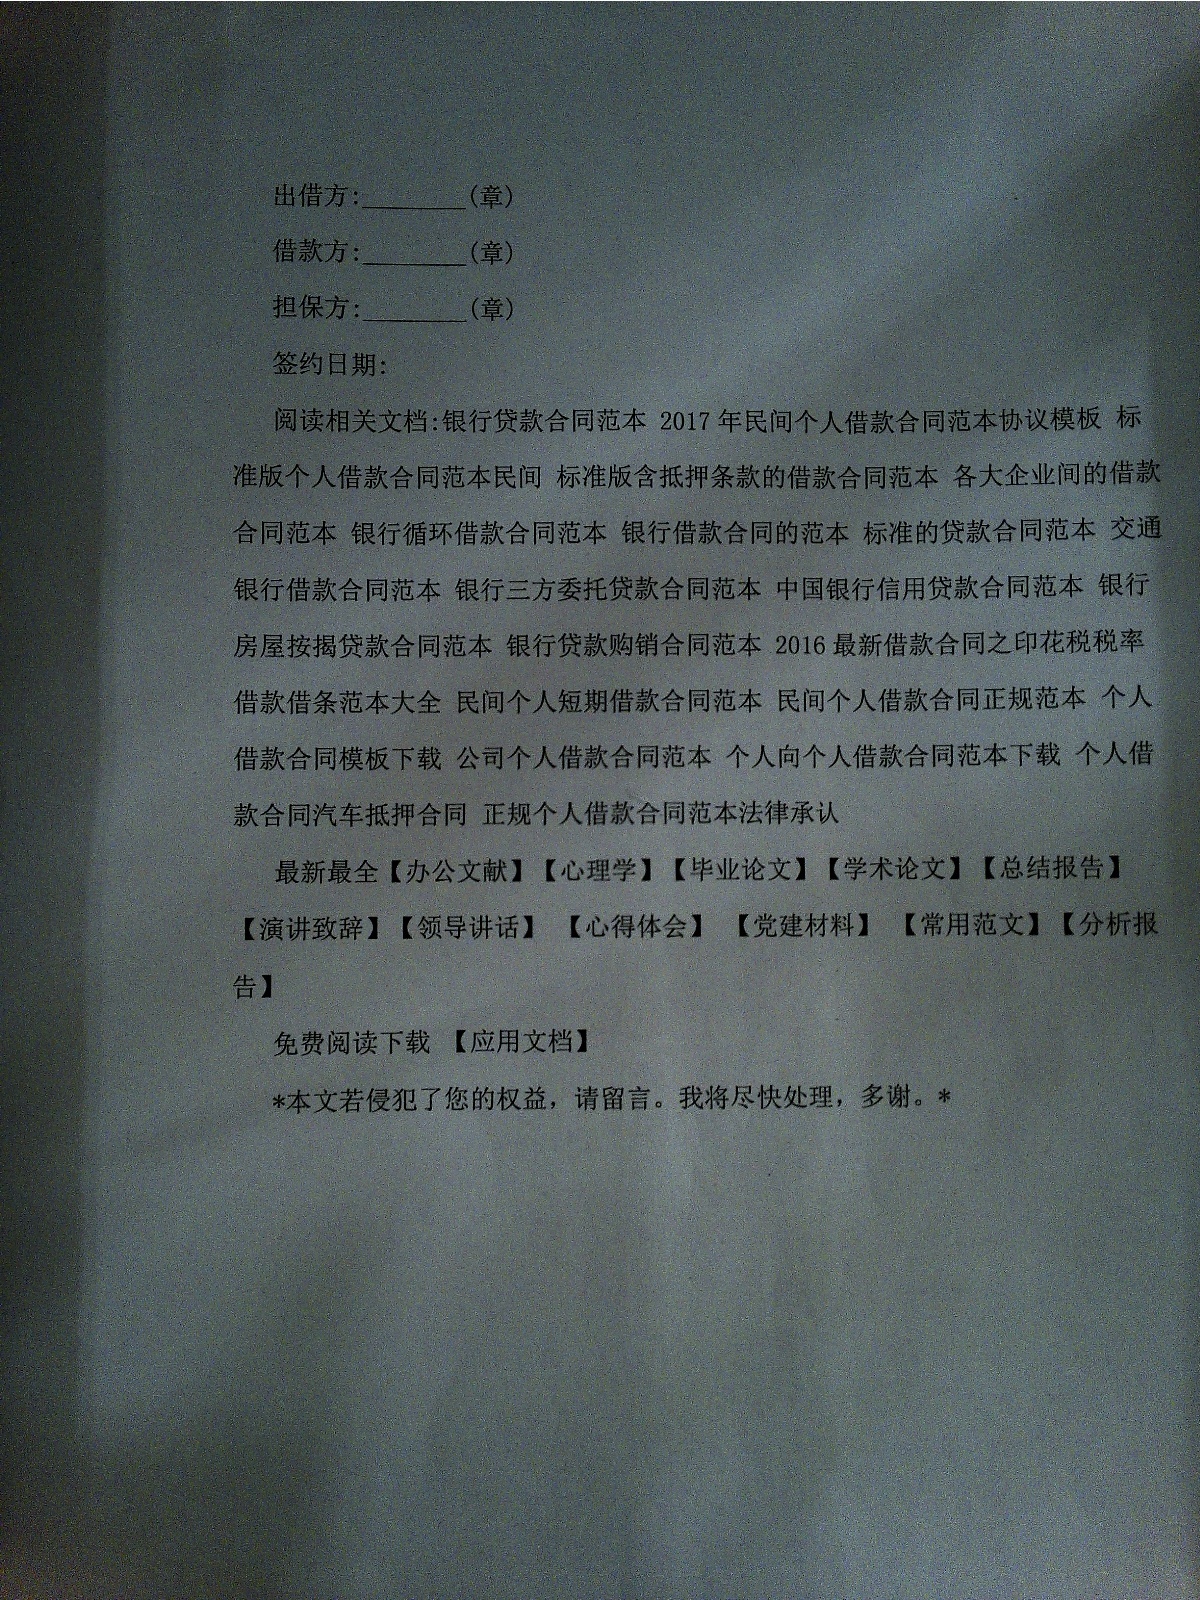 出借方:________(章)
借款方:________(章)
担保方:________(章)
签约日期:
阅读相关文档:银行贷款合同范本 2017年民间个人借款合同范本协议模板 标
准版个人借款合同范本民间 标准版含抵押条款的借款合同范本 各大企业间的借款
合同范本 银行循环借款合同范本 银行借款合同的范本 标准的贷款合同范本 交通
银行借款合同范本 银行三方委托贷款合同范本 中国银行信用贷款合同范本 银行
房屋按揭贷款合同范本 银行贷款购销合同范本 2016最新借款合同之印花税税率
借款借条范本大全 民间个人短期借款合同范本 民间个人借款合同正规范本 个人
借款合同模板下载 公司个人借款合同范本 个人向个人借款合同范本下载 个人借
款合同汽车抵押合同 正规个人借款合同范本法律承认
最新最全【办公文献】【心理学】【毕业论文】【学术论文】【总结报告】
【演讲致辞】【领导讲话】 【心得体会】 【党建材料】 【常用范文】【分析报
告】
免费阅读下载 【应用文档】
*本文若侵犯了您的权益，请留言。我将尽快处理，多谢。*